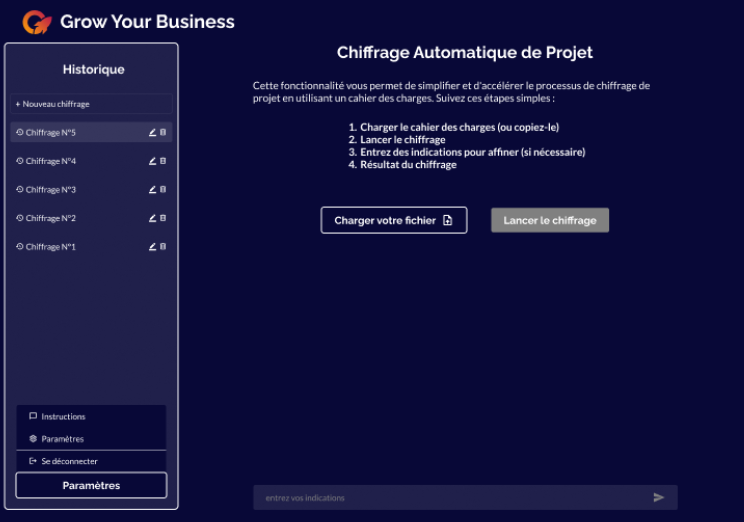 Grow Your Business
Historique
+ Nouveau chiffrage
Chiffrage N°5
Chiffrage N°4
Chiffrage N°3
Chiffrage N°2
Chiffrage N°1
Instructions
Paramètres
Se déconnecter
Paramètres
Chiffrage Automatique de Projet
Cette fonctionnalité vous permet de simplifier et d'accélérer le processus de chiffrage de
projet en utilisant un cahier des charges. Suivez ces étapes simples :
1. Charger le cahier des charges (ou copiez-le)
2. Lancer le chiffrage
3. Entrez des indications pour affiner (si nécessaire)
4. Résultat du chiffrage
Charger votre fichier
Lancer le chiffrage
entrez vos indications